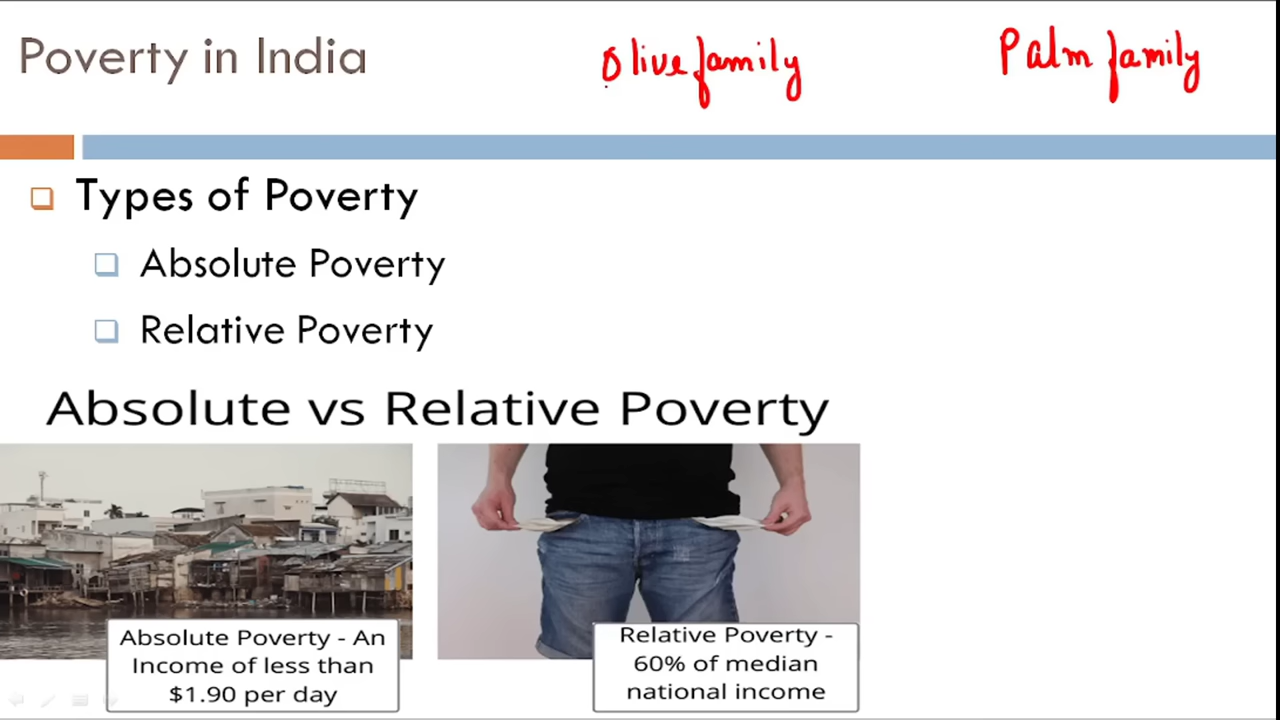 Poverty in India
Olive family
Palm family
Types of Poverty
Absolute Poverty
Relative Poverty
Absolute vs Relative Poverty
Absolute Poverty - An
Income of less than
$1.90 per day
Relative Poverty -
60% of median
national income